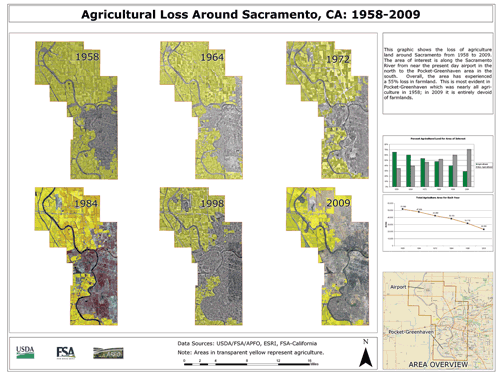 Agricultural Loss Around Sacramento, CA: 1958-2009
1958
1964
1972
This graphic shows the loss of agriculture
land around Sacramento from 1958 to 2009.
The area of interest is along the Sacramento
River from near the present day airport in the
north to the Pocket-Greenhaven area in the
south. Overall, the area has experienced
a 55% loss in farmland. This is most evident in
Pocket-Greenhaven which was nearly all agri-
culture in 1958; in 2009 it is entirely devoid
of farmlands.
1984
1998
2009
Airport
Pocket-Greenhaven
AREA OVERVIEW
USDA
FSA
Data Sources: USDA/FSA/APFO, ESRI, FSA-California
Note: Areas in transparent yellow represent agriculture.
N